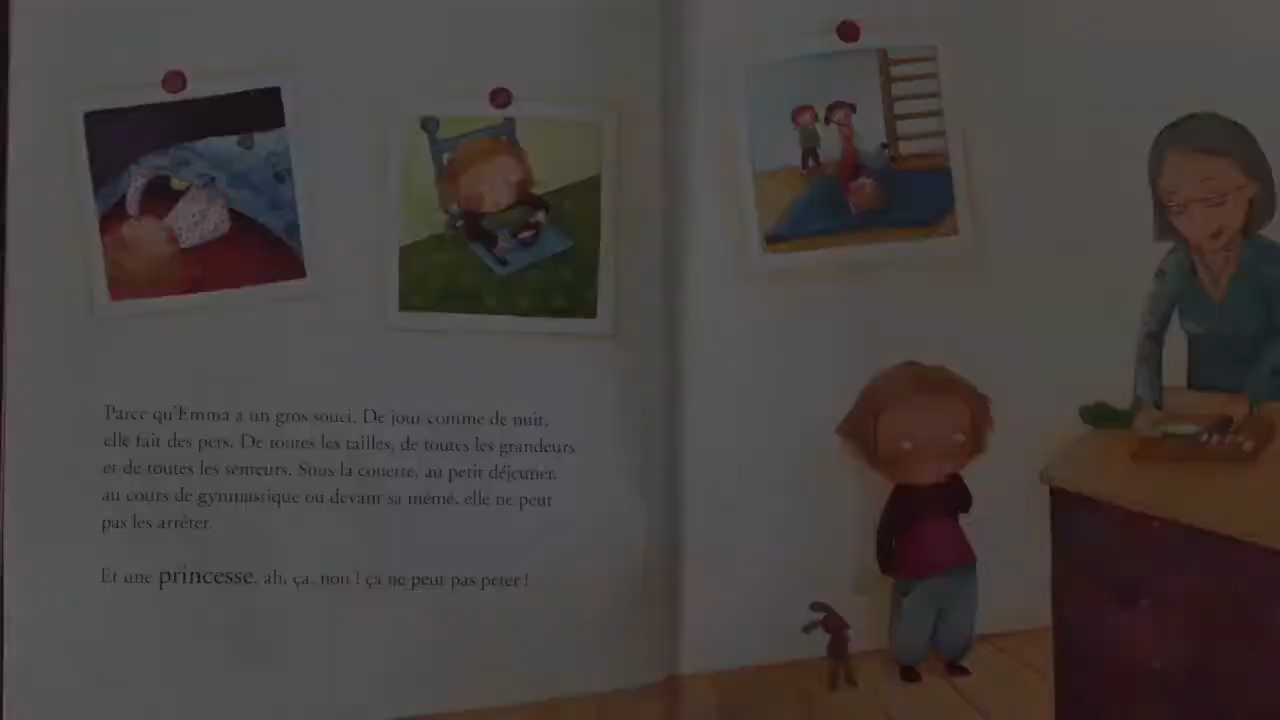 Parce qu'Emma a un gros souci. De jour comme de nuit,
elle fait des pets. De toutes les tailles, de toutes les grandeurs
et de toutes les senteurs. Sous la couette, au petit déjeuner,
au cours de gymnastique ou devant sa mémé, elle ne peut
pas les arrêter.
Et une princesse, ah, ça, non ! ça ne peut pas péter !